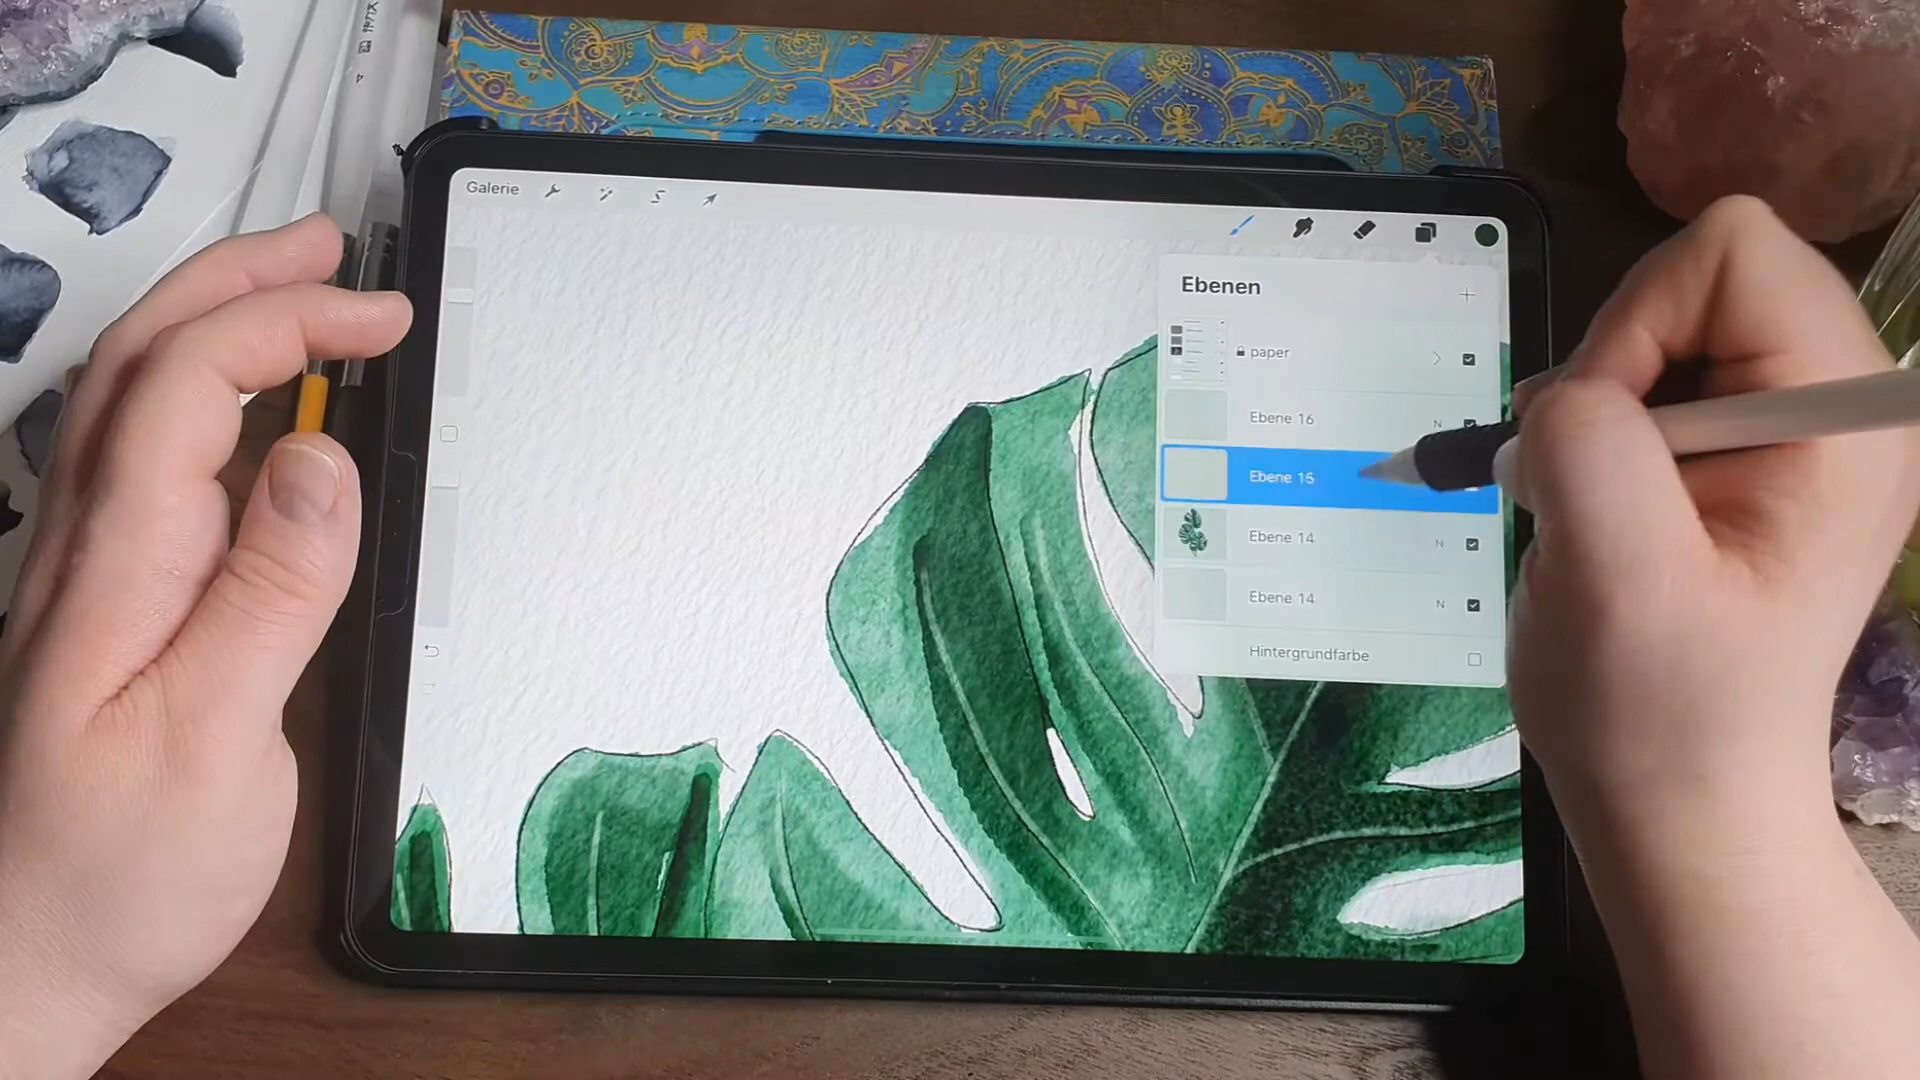 Galerie
Ebenen
paper
Ebene 16
N
Ebene 15
Ebene 14
N
Ebene 14
N
Hintergrundfarbe